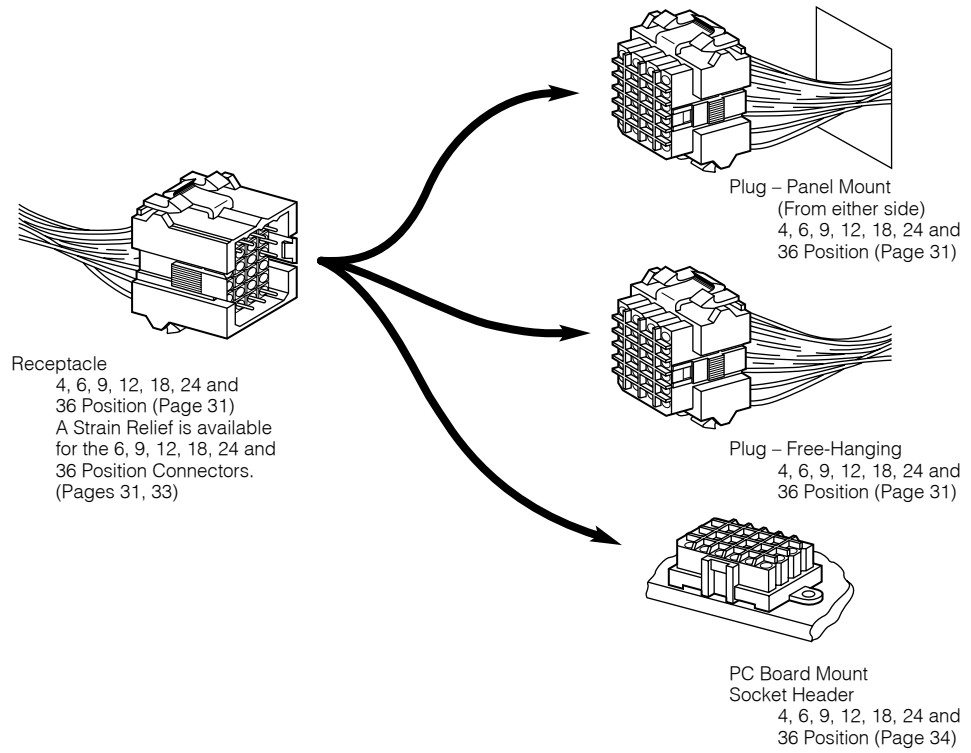 Plug – Panel Mount
(From either side)
4, 6, 9, 12, 18, 24 and
36 Position (Page 31)
Receptacle
4, 6, 9, 12, 18, 24 and
36 Position (Page 31)
A Strain Relief is available
for the 6, 9, 12, 18, 24 and
36 Position Connectors.
(Pages 31, 33)
Plug – Free-Hanging
4, 6, 9, 12, 18, 24 and
36 Position (Page 31)
PC Board Mount
Socket Header
4, 6, 9, 12, 18, 24 and
36 Position (Page 34)